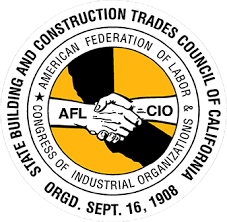 STATE BUILDING AND CONSTRUCTION TRADES COUNCIL OF CALIFORNIA
AMERICAN FEDERATION OF LABOR &
CONGRESS OF INDUSTRIAL ORGANIZATIONS
AFL - CIO
ORGD. SEPT. 16, 1908